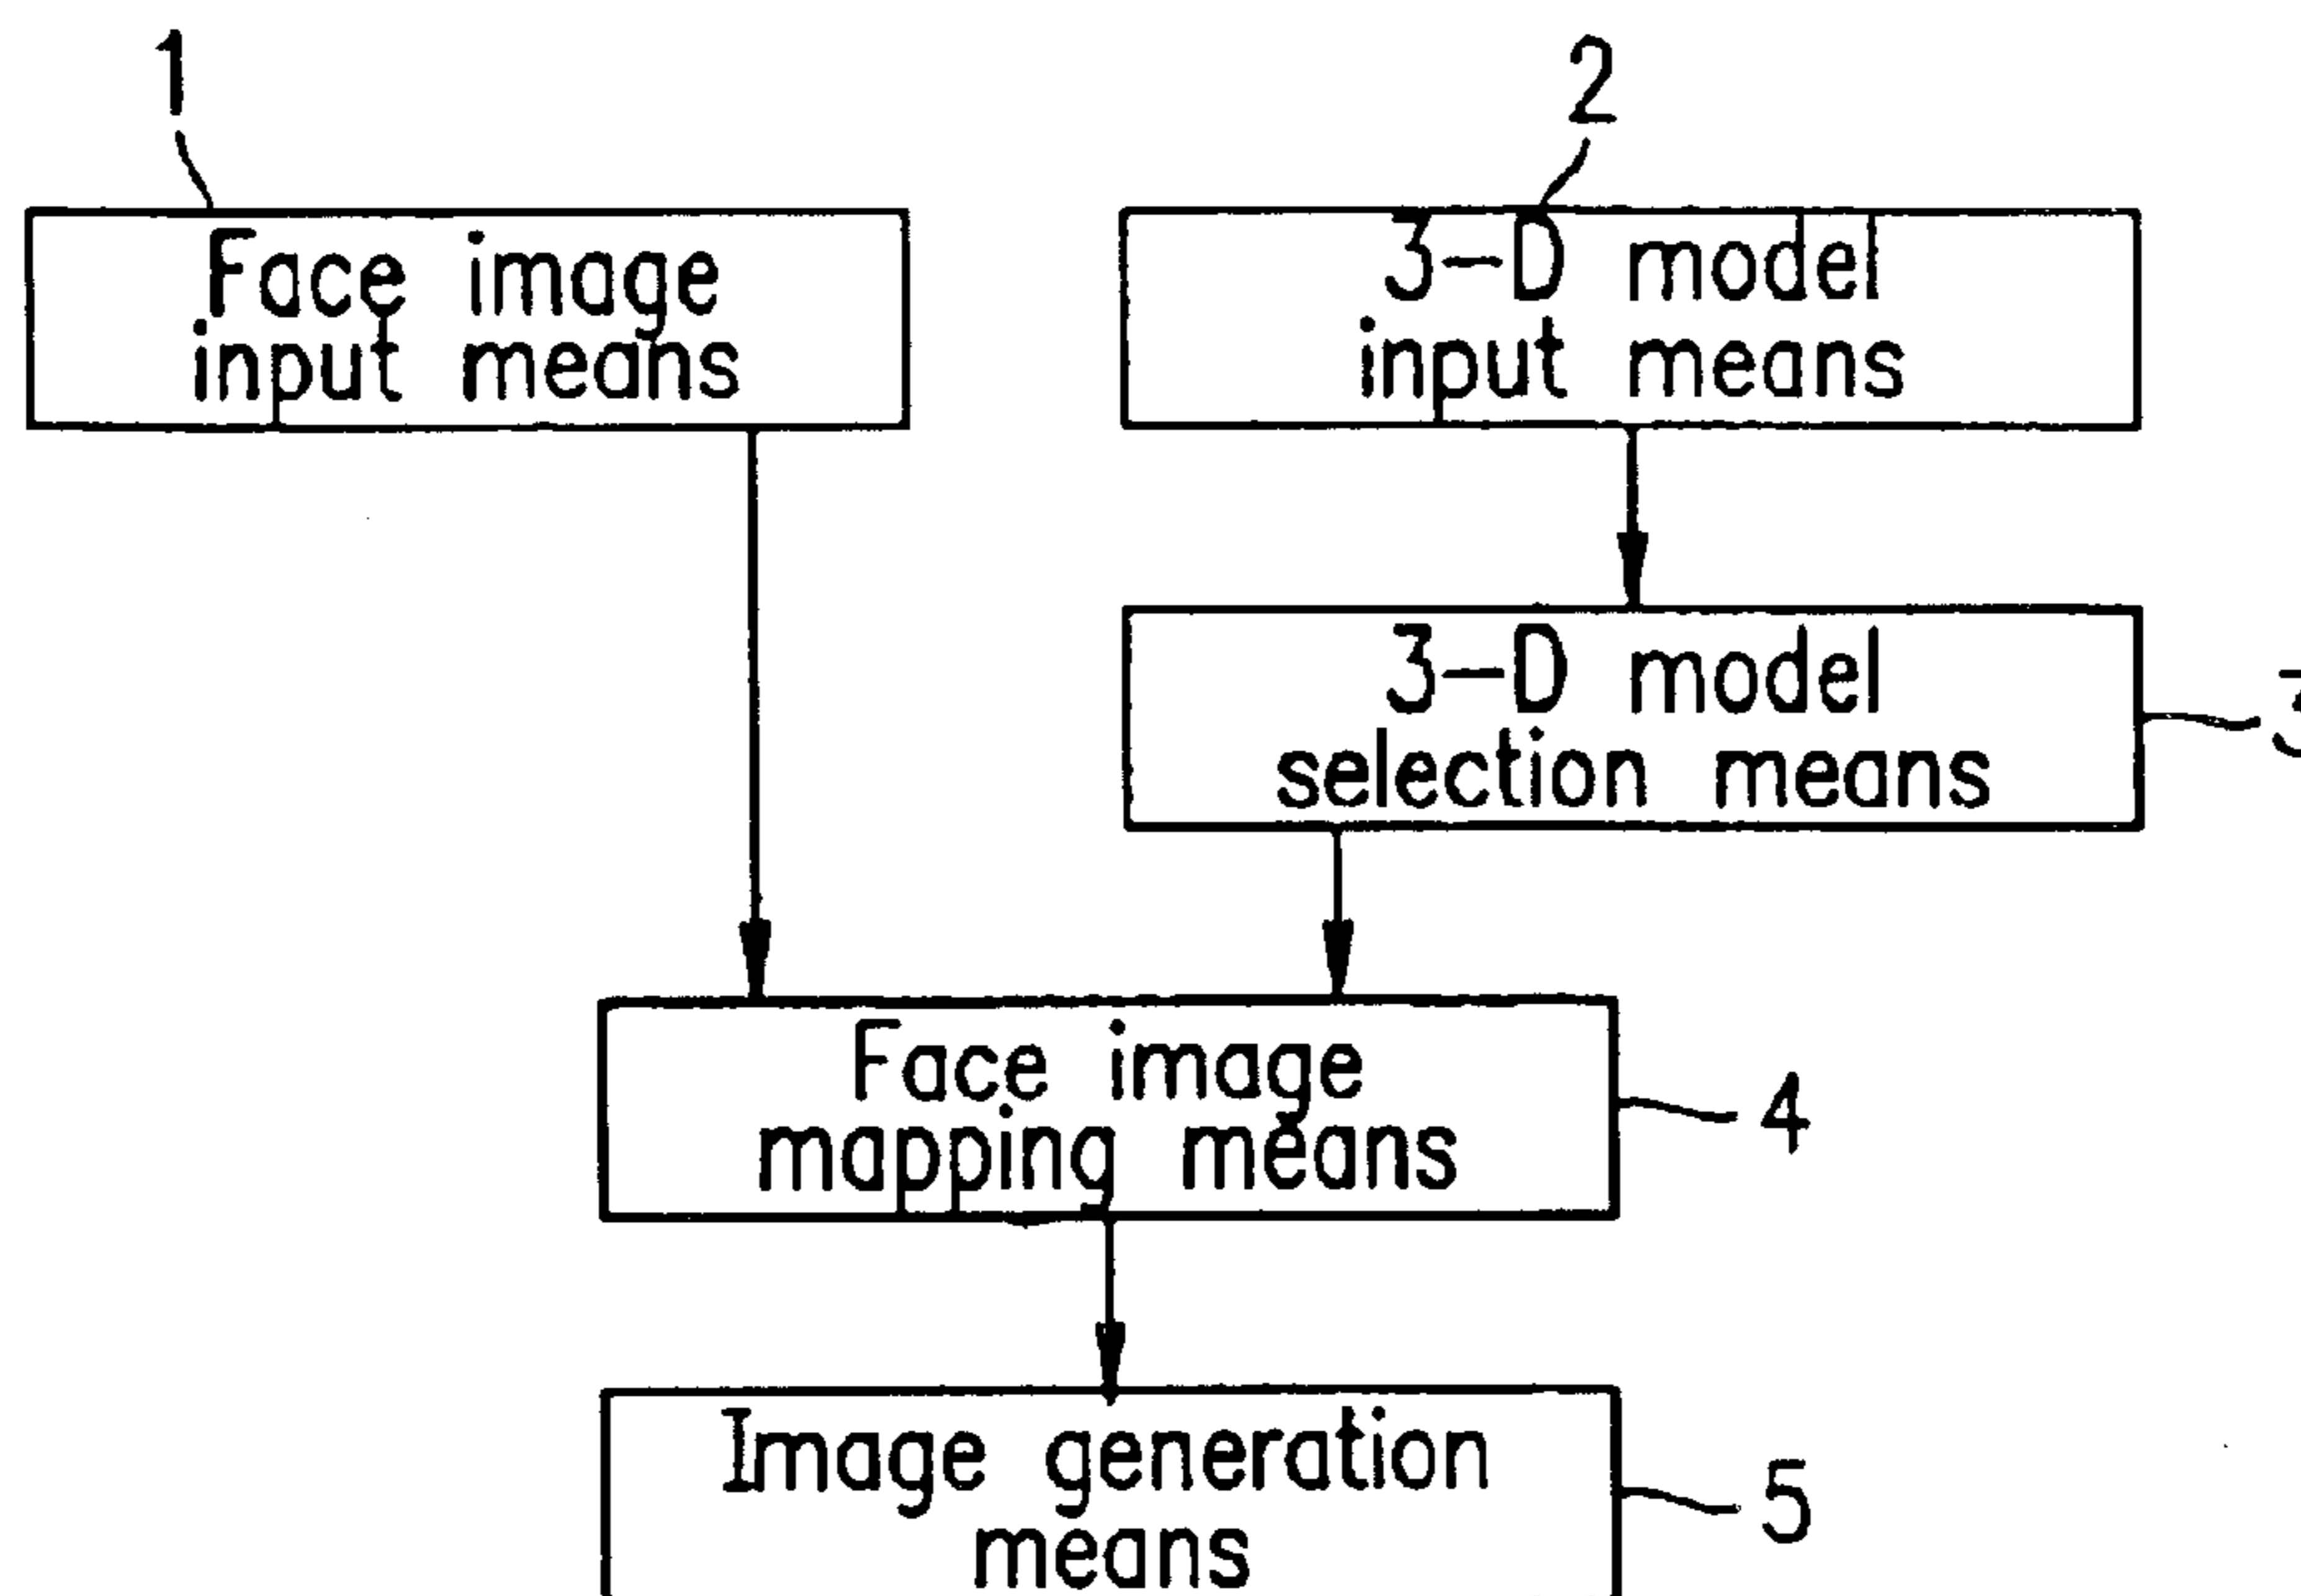 1
2
Face image
input means
3-D model
input means
3-D model
selection means
3
Face image
mapping means
4
Image generation
means
5